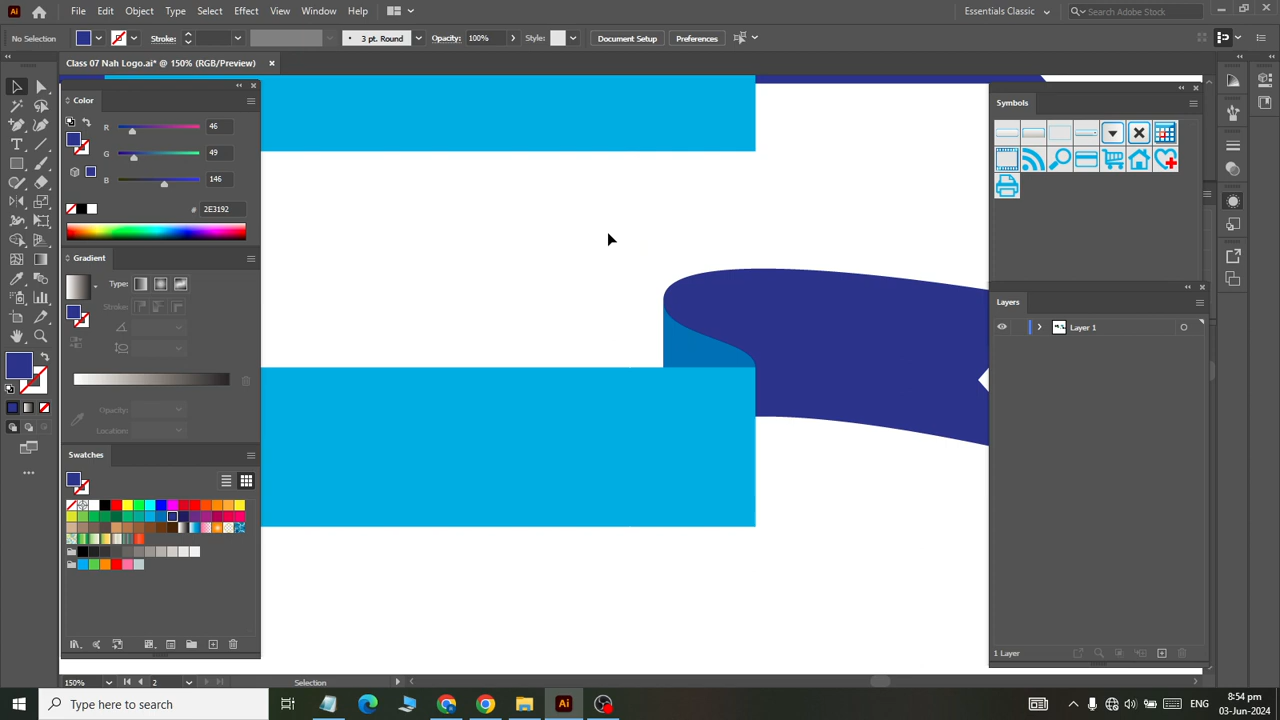 File Edit Object Type Select Effect View Window Help
Essentials Classic
Search Adobe Stock
No Selection
Stroke:
3 pt. Round
Opacity: 100%
Style:
Document Setup
Preferences
Class 07 Nah Logo.ai* @ 150% (RGB/Preview)
Color
R 46
G 49
B 146
# 2E3192
Gradient
Type:
Stroke:
Opacity:
Location:
Swatches
Symbols
Layers
Layer 1
1 Layer
150%
2
Selection
Type here to search
ENG
8:54 pm
03-Jun-2024